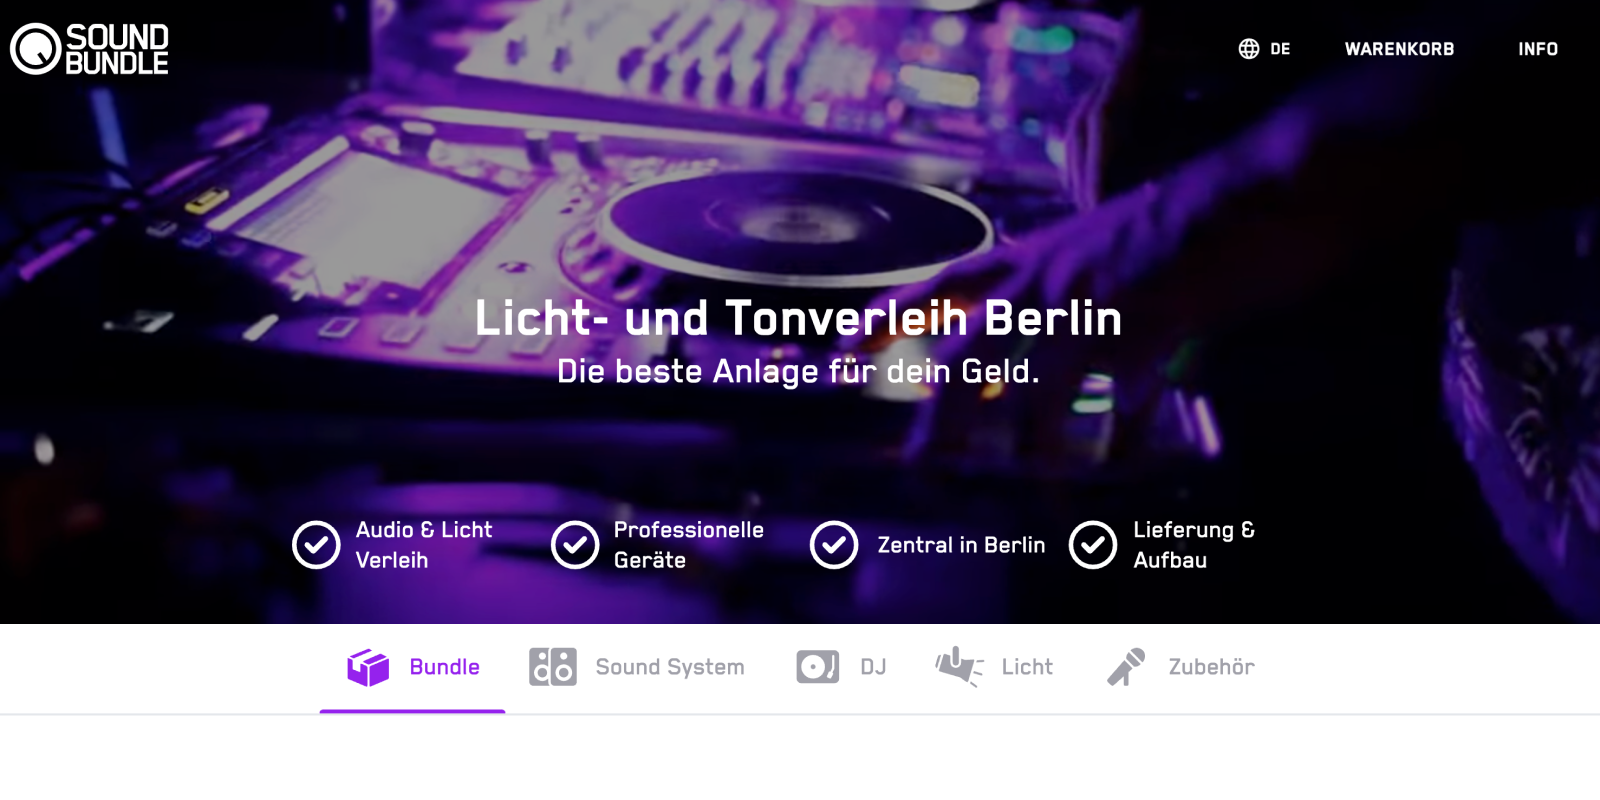 SOUND
BUNDLE
DE
WARENKORB
INFO
Licht- und Tonverleih Berlin
Die beste Anlage für dein Geld.
Audio & Licht
Verleih
Professionelle
Geräte
Zentral in Berlin
Lieferung &
Aufbau
Bundle
Sound System
DJ
Licht
Zubehör